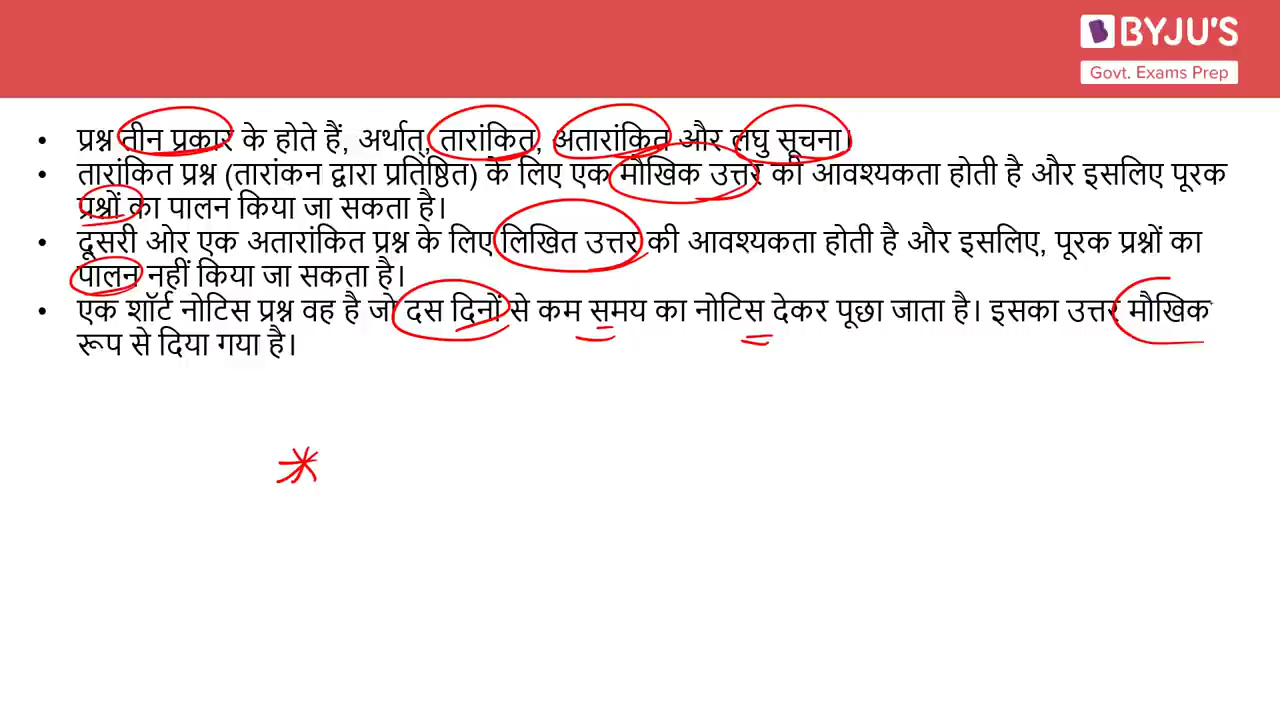 BYJU'S
Govt. Exams Prep
• प्रश्न तीन प्रकार के होते हैं, अर्थात्, तारांकित, अतारांकित और लघु सूचना।
• तारांकित प्रश्न (तारांकन द्वारा प्रतिष्ठित) के लिए एक मौखिक उत्तर की आवश्यकता होती है और इसलिए पूरक
प्रश्नों का पालन किया जा सकता है।
• दूसरी ओर एक अतारांकित प्रश्न के लिए लिखित उत्तर की आवश्यकता होती है और इसलिए, पूरक प्रश्नों का
पालन नहीं किया जा सकता है।
• एक शॉर्ट नोटिस प्रश्न वह है जो दस दिनों से कम समय का नोटिस देकर पूछा जाता है। इसका उत्तर मौखिक
रूप से दिया गया है।
*